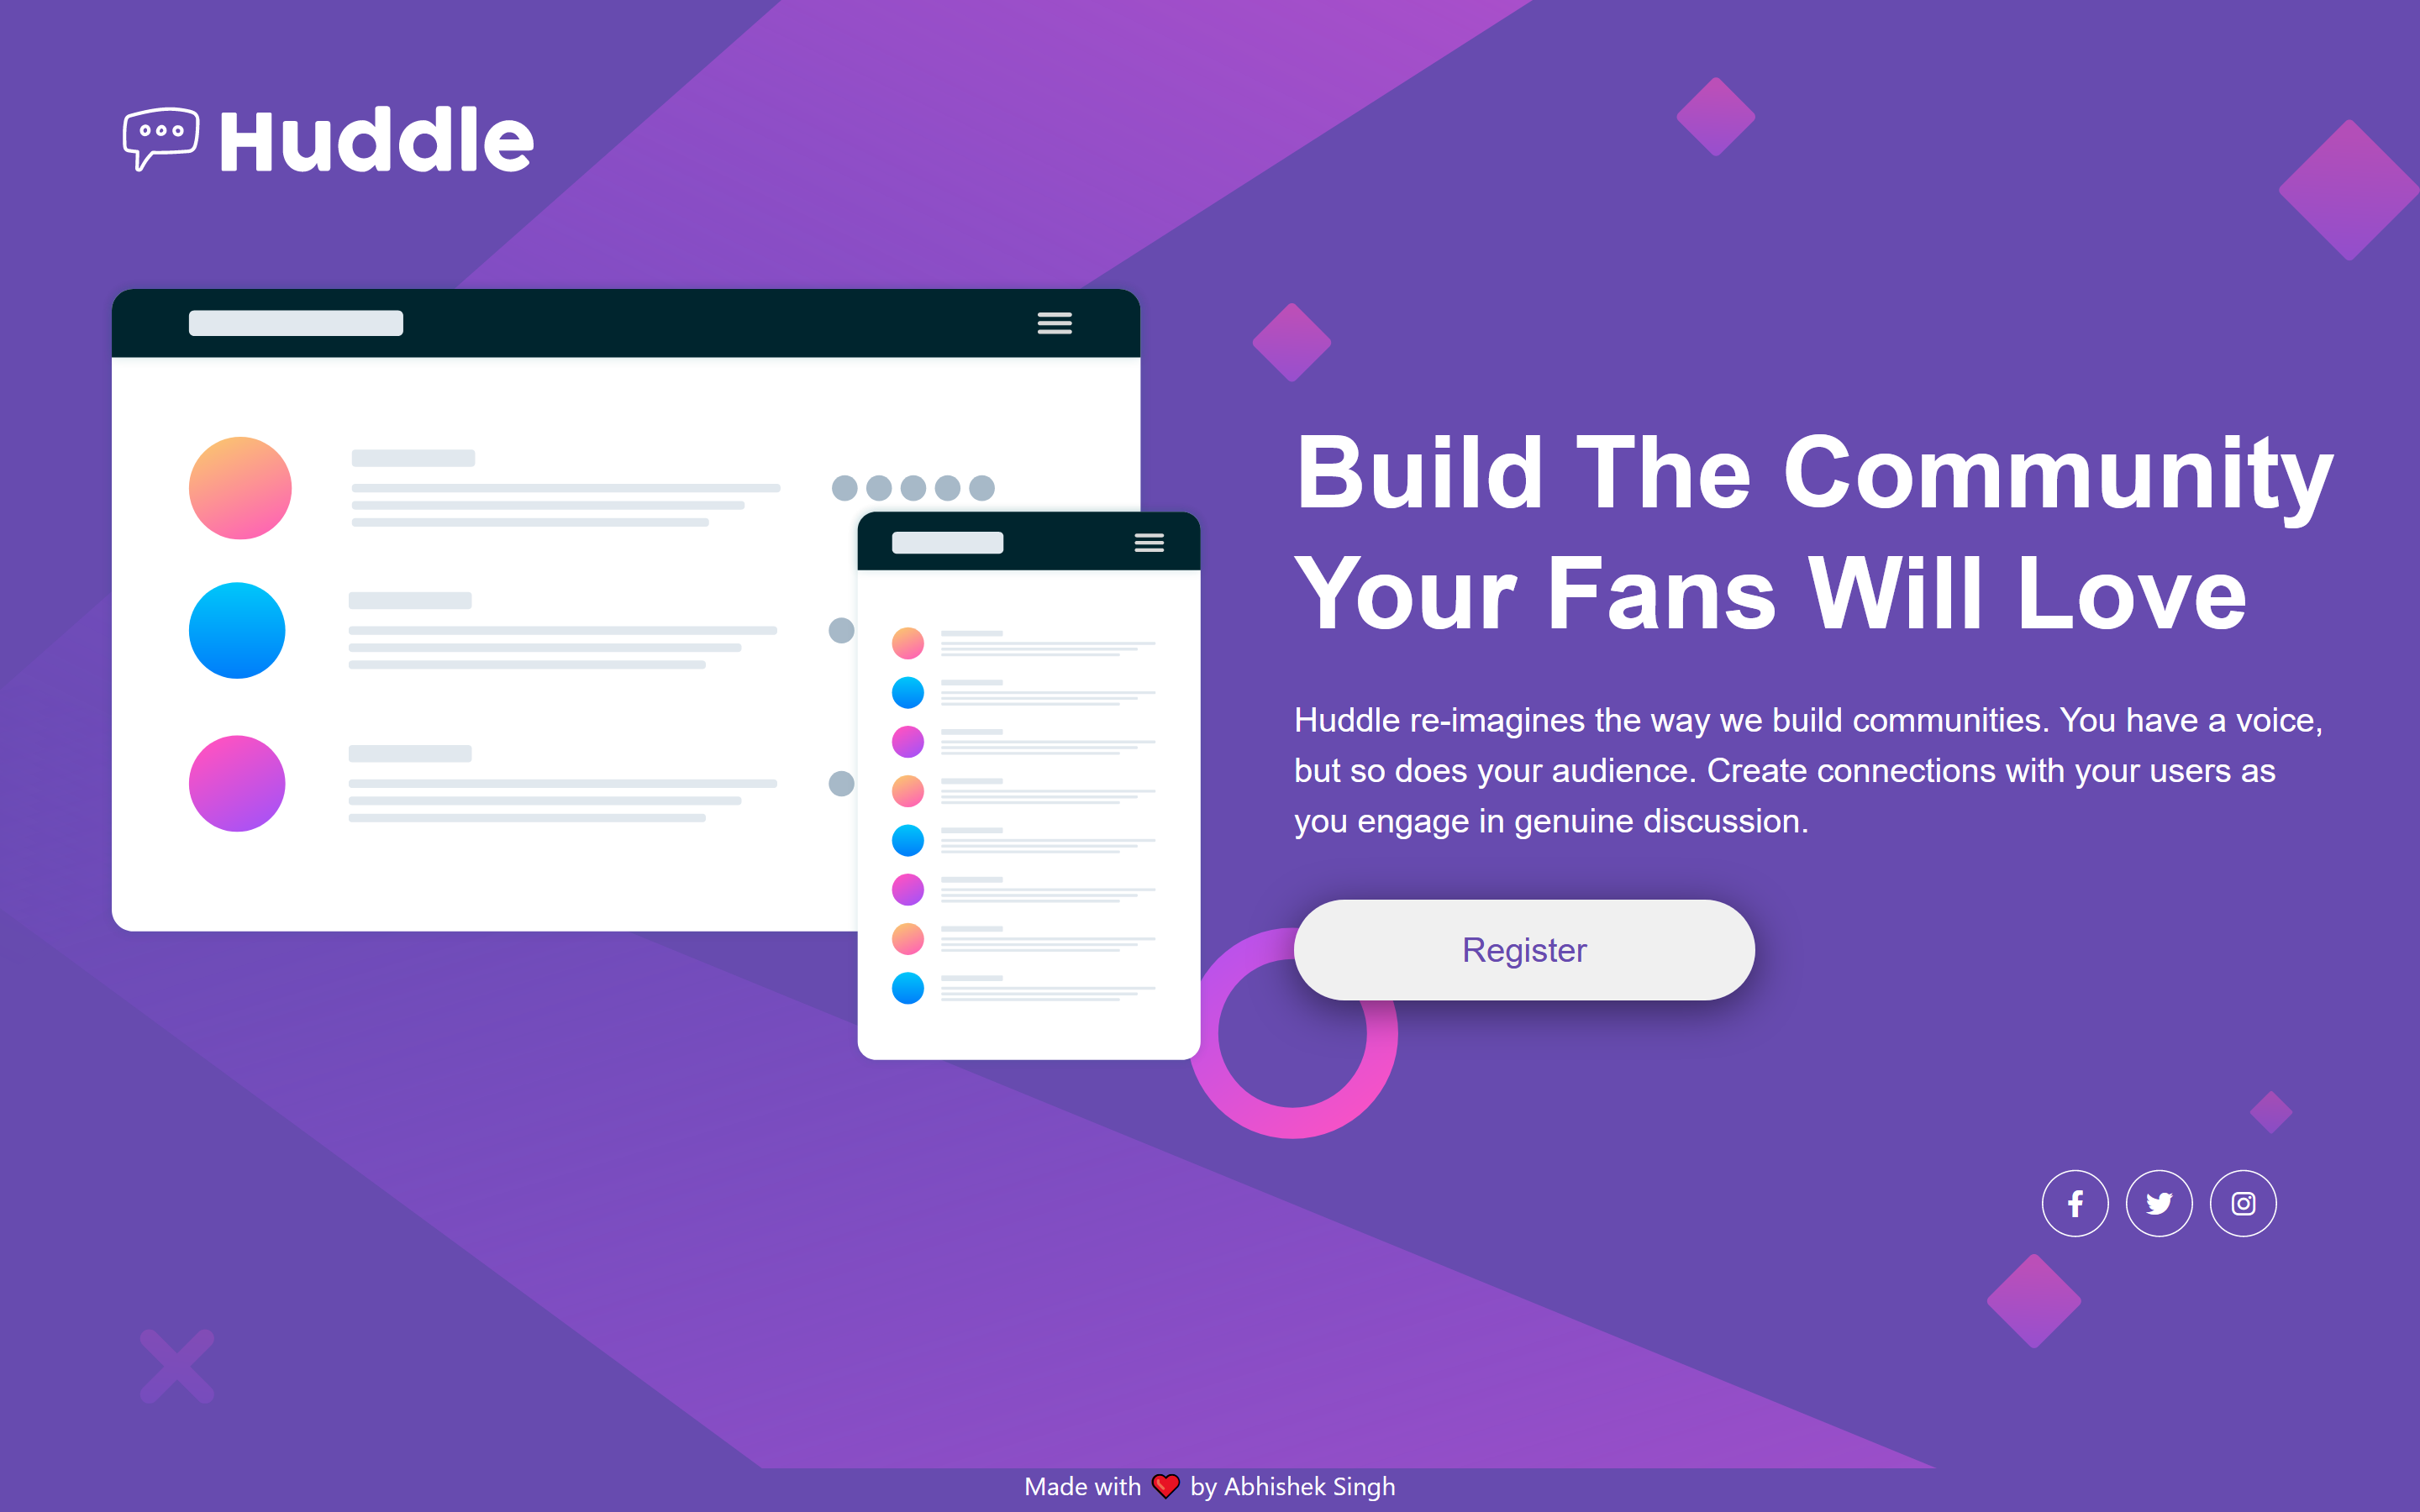 Huddle
Build The Community
Your Fans Will Love
Huddle re-imagines the way we build communities. You have a voice,
but so does your audience. Create connections with your users as
you engage in genuine discussion.
Register
Made with ❤️ by Abhishek Singh